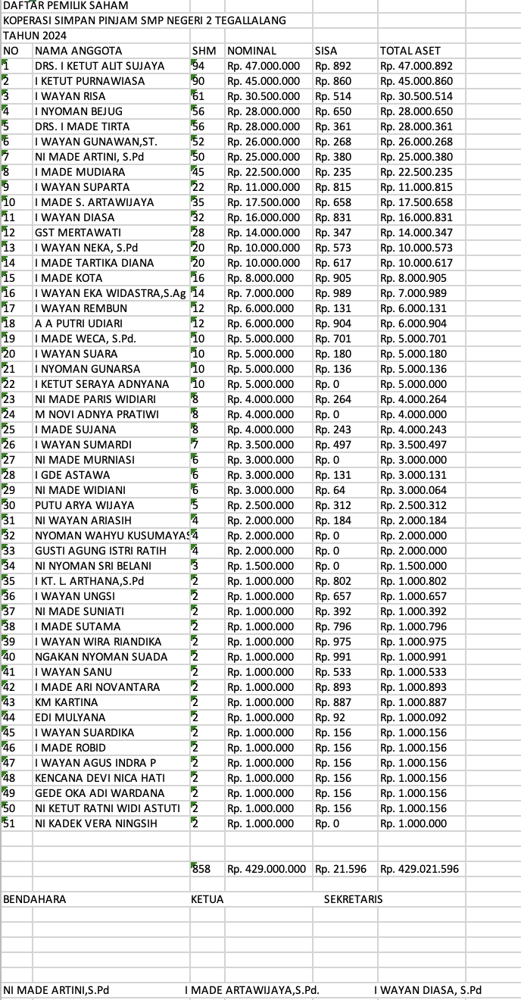 DAFTAR PEMILIK SAHAM
KOPERASI SIMPAN PINJAM SMP NEGERI 2 TEGALLALANG
TAHUN 2024
NO NAMA ANGGOTA SHM NOMINAL SISA TOTAL ASET
1 DRS. I KETUT ALIT SUJAYA 94 Rp. 47.000.000 Rp. 892 Rp. 47.000.892
2 I KETUT PURNAWIASA 90 Rp. 45.000.000 Rp. 860 Rp. 45.000.860
3 I WAYAN RISA 61 Rp. 30.500.000 Rp. 514 Rp. 30.500.514
4 I NYOMAN BEJUG 56 Rp. 28.000.000 Rp. 650 Rp. 28.000.650
5 DRS. I MADE TIRTA 56 Rp. 28.000.000 Rp. 361 Rp. 28.000.361
6 I WAYAN GUNAWAN,ST. 52 Rp. 26.000.000 Rp. 268 Rp. 26.000.268
7 NI MADE ARTINI, S.Pd 50 Rp. 25.000.000 Rp. 380 Rp. 25.000.380
8 I MADE MUDIARA 45 Rp. 22.500.000 Rp. 235 Rp. 22.500.235
9 I WAYAN SUPARTA 22 Rp. 11.000.000 Rp. 815 Rp. 11.000.815
10 I MADE S. ARTAWIJAYA 35 Rp. 17.500.000 Rp. 658 Rp. 17.500.658
11 I WAYAN DIASA 32 Rp. 16.000.000 Rp. 831 Rp. 16.000.831
12 GST MERTAWATI 28 Rp. 14.000.000 Rp. 347 Rp. 14.000.347
13 I WAYAN NEKA, S.Pd 20 Rp. 10.000.000 Rp. 573 Rp. 10.000.573
14 I MADE TARTIKA DIANA 20 Rp. 10.000.000 Rp. 617 Rp. 10.000.617
15 I MADE KOTA 16 Rp. 8.000.000 Rp. 905 Rp. 8.000.905
16 I WAYAN EKA WIDASTRA,S.Ag 14 Rp. 7.000.000 Rp. 989 Rp. 7.000.989
17 I WAYAN REMBUN 12 Rp. 6.000.000 Rp. 131 Rp. 6.000.131
18 A A PUTRI UDIARI 12 Rp. 6.000.000 Rp. 904 Rp. 6.000.904
19 I MADE WECA, S.Pd. 10 Rp. 5.000.000 Rp. 701 Rp. 5.000.701
20 I WAYAN SUARA 10 Rp. 5.000.000 Rp. 180 Rp. 5.000.180
21 I NYOMAN GUNARSA 10 Rp. 5.000.000 Rp. 136 Rp. 5.000.136
22 I KETUT SERAYA ADNYANA 10 Rp. 5.000.000 Rp. 0 Rp. 5.000.000
23 NI MADE PARIS WIDIARI 8 Rp. 4.000.000 Rp. 264 Rp. 4.000.264
24 M NOVI ADNYA PRATIWI 8 Rp. 4.000.000 Rp. 0 Rp. 4.000.000
25 I MADE SUJANA 8 Rp. 4.000.000 Rp. 243 Rp. 4.000.243
26 I WAYAN SUMARDI 7 Rp. 3.500.000 Rp. 497 Rp. 3.500.497
27 NI MADE MURNIASI 6 Rp. 3.000.000 Rp. 0 Rp. 3.000.000
28 I GDE ASTAWA 6 Rp. 3.000.000 Rp. 131 Rp. 3.000.131
29 NI MADE WIDIANI 6 Rp. 3.000.000 Rp. 64 Rp. 3.000.064
30 PUTU ARYA WIJAYA 5 Rp. 2.500.000 Rp. 312 Rp. 2.500.312
31 NI WAYAN ARIASIH 4 Rp. 2.000.000 Rp. 184 Rp. 2.000.184
32 NYOMAN WAHYU KUSUMAYAS 4 Rp. 2.000.000 Rp. 0 Rp. 2.000.000
33 GUSTI AGUNG ISTRI RATIH 4 Rp. 2.000.000 Rp. 0 Rp. 2.000.000
34 NI NYOMAN SRI BELANI 3 Rp. 1.500.000 Rp. 0 Rp. 1.500.000
35 I KT. L. ARTHANA,S.Pd 2 Rp. 1.000.000 Rp. 802 Rp. 1.000.802
36 I WAYAN UNGSI 2 Rp. 1.000.000 Rp. 657 Rp. 1.000.657
37 NI MADE SUNIATI 2 Rp. 1.000.000 Rp. 392 Rp. 1.000.392
38 I MADE SUTAMA 2 Rp. 1.000.000 Rp. 796 Rp. 1.000.796
39 I WAYAN WIRA RIANDIKA 2 Rp. 1.000.000 Rp. 975 Rp. 1.000.975
40 NGAKAN NYOMAN SUADA 2 Rp. 1.000.000 Rp. 991 Rp. 1.000.991
41 I WAYAN SANU 2 Rp. 1.000.000 Rp. 533 Rp. 1.000.533
42 I MADE ARI NOVANTARA 2 Rp. 1.000.000 Rp. 893 Rp. 1.000.893
43 KM KARTINA 2 Rp. 1.000.000 Rp. 887 Rp. 1.000.887
44 EDI MULYANA 2 Rp. 1.000.000 Rp. 92 Rp. 1.000.092
45 I WAYAN SUARDIKA 2 Rp. 1.000.000 Rp. 156 Rp. 1.000.156
46 I MADE ROBID 2 Rp. 1.000.000 Rp. 156 Rp. 1.000.156
47 I WAYAN AGUS INDRA P 2 Rp. 1.000.000 Rp. 156 Rp. 1.000.156
48 KENCANA DEVI NICA HATI 2 Rp. 1.000.000 Rp. 156 Rp. 1.000.156
49 GEDE OKA ADI WARDANA 2 Rp. 1.000.000 Rp. 156 Rp. 1.000.156
50 NI KETUT RATNI WIDI ASTUTI 2 Rp. 1.000.000 Rp. 156 Rp. 1.000.156
51 NI KADEK VERA NINGSIH 2 Rp. 1.000.000 Rp. 0 Rp. 1.000.000
858 Rp. 429.000.000 Rp. 21.596 Rp. 429.021.596
BENDAHARA KETUA SEKRETARIS
NI MADE ARTINI,S.Pd I MADE ARTAWIJAYA,S.Pd. I WAYAN DIASA, S.Pd